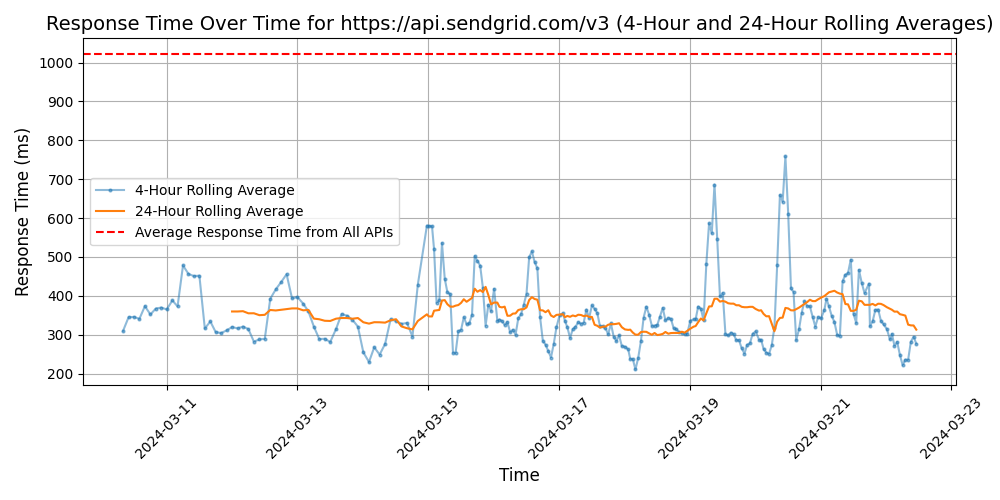 Response Time Over Time for https://api.sendgrid.com/v3 (4-Hour and 24-Hour Rolling Averages)
Response Time (ms)
1000
900
800
700
600
500
400
300
200
4-Hour Rolling Average
24-Hour Rolling Average
Average Response Time from All APIs
2024-03-11
2024-03-13
2024-03-15
2024-03-17
2024-03-19
2024-03-21
2024-03-23
Time